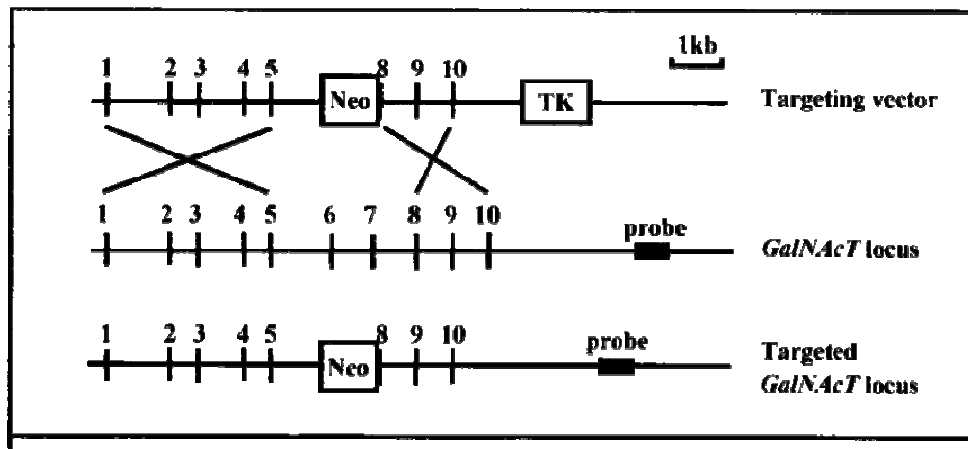 1kb
1 2 3 4 5 Neo 8 9 10 TK Targeting vector
1 2 3 4 5 6 7 8 9 10 probe GalNAcT locus
1 2 3 4 5 Neo 8 9 10 probe Targeted
GalNAcT locus